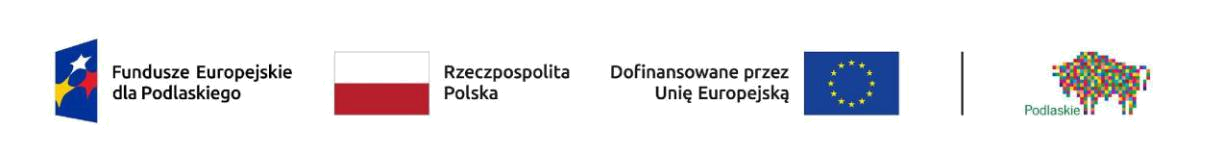 Fundusze Europejskie
dla Podlaskiego
Rzeczpospolita
Polska
Dofinansowane przez
Unię Europejską
Podlaskie